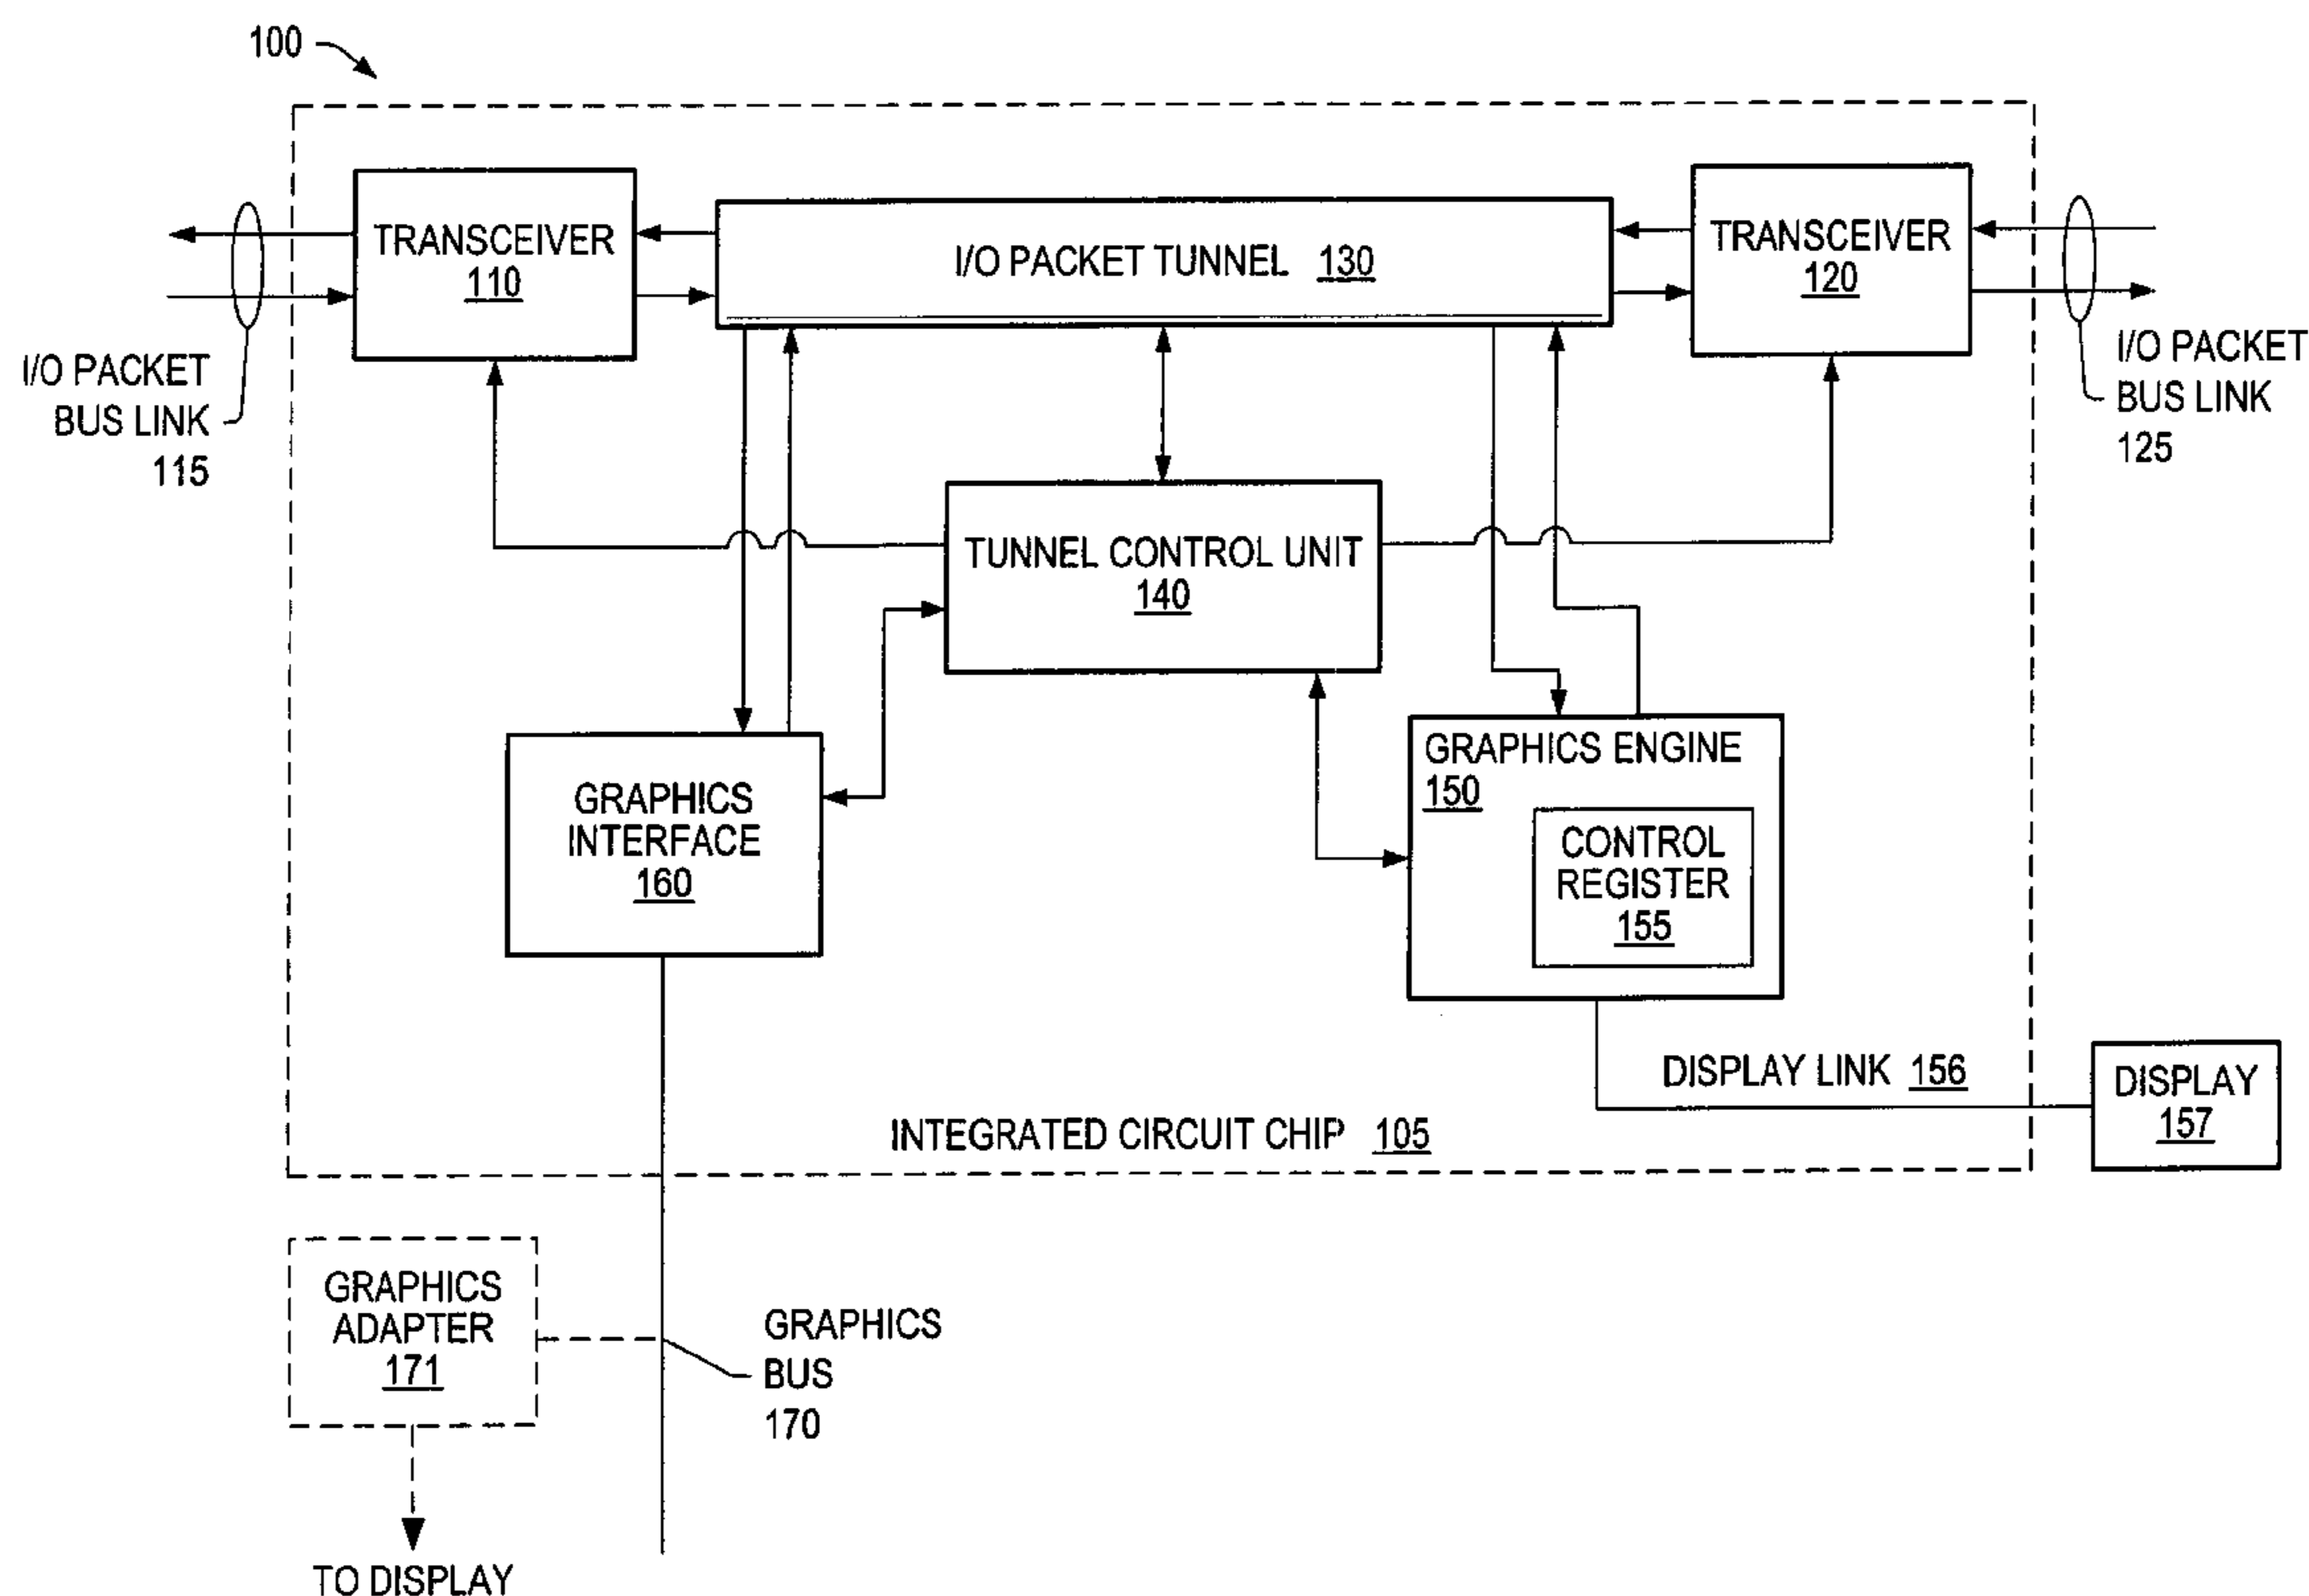 100
TRANSCEIVER
110
I/O PACKET TUNNEL 130
TRANSCEIVER
120
I/O PACKET
BUS LINK
115
I/O PACKET
BUS LINK
125
TUNNEL CONTROL UNIT
140
GRAPHICS
INTERFACE
160
GRAPHICS ENGINE
150
CONTROL
REGISTER
155
DISPLAY LINK 156
DISPLAY
157
INTEGRATED CIRCUIT CHIP 105
GRAPHICS
ADAPTER
171
GRAPHICS
BUS
170
TO DISPLAY